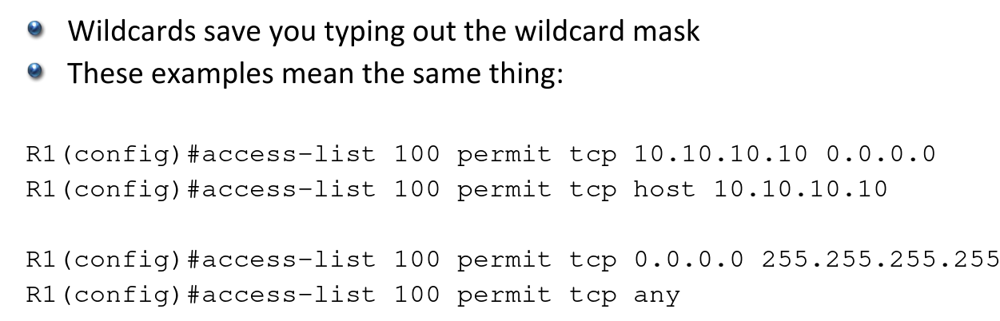 Wildcards save you typing out the wildcard mask
These examples mean the same thing:
R1(config)#access-list 100 permit tcp 10.10.10.10 0.0.0.0
R1(config)#access-list 100 permit tcp host 10.10.10.10
R1(config)#access-list 100 permit tcp 0.0.0.0 255.255.255.255
R1(config)#access-list 100 permit tcp any